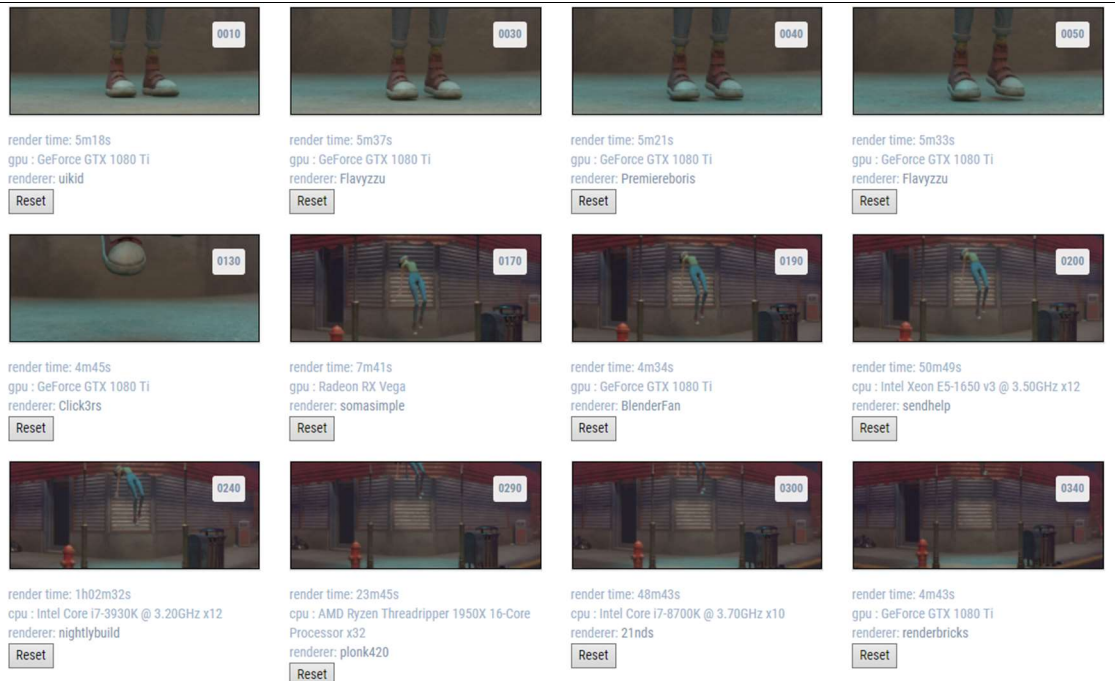 0010
render time: 5m18s
gpu : GeForce GTX 1080 Ti
renderer: uikid
Reset
0030
render time: 5m37s
gpu : GeForce GTX 1080 Ti
renderer: Flavyzzu
Reset
0040
render time: 5m21s
gpu : GeForce GTX 1080 Ti
renderer: Premiereboris
Reset
0050
render time: 5m33s
gpu : GeForce GTX 1080 Ti
renderer: Flavyzzu
Reset
0130
render time: 4m45s
gpu : GeForce GTX 1080 Ti
renderer: Click3rs
Reset
0170
render time: 7m41s
gpu : Radeon RX Vega
renderer: somasimple
Reset
0190
render time: 4m34s
gpu : GeForce GTX 1080 Ti
renderer: BlenderFan
Reset
0200
render time: 50m49s
cpu : Intel Xeon E5-1650 v3 @ 3.50GHz x12
renderer: sendhelp
Reset
0240
render time: 1h02m32s
cpu : Intel Core i7-3930K @ 3.20GHz x12
renderer: nightlybuild
Reset
0290
render time: 23m45s
cpu : AMD Ryzen Threadripper 1950X 16-Core
Processor x32
renderer: plonk420
Reset
0300
render time: 48m43s
cpu : Intel Core i7-8700K @ 3.70GHz x10
renderer: 21nds
Reset
0340
render time: 4m43s
gpu : GeForce GTX 1080 Ti
renderer: renderbricks
Reset